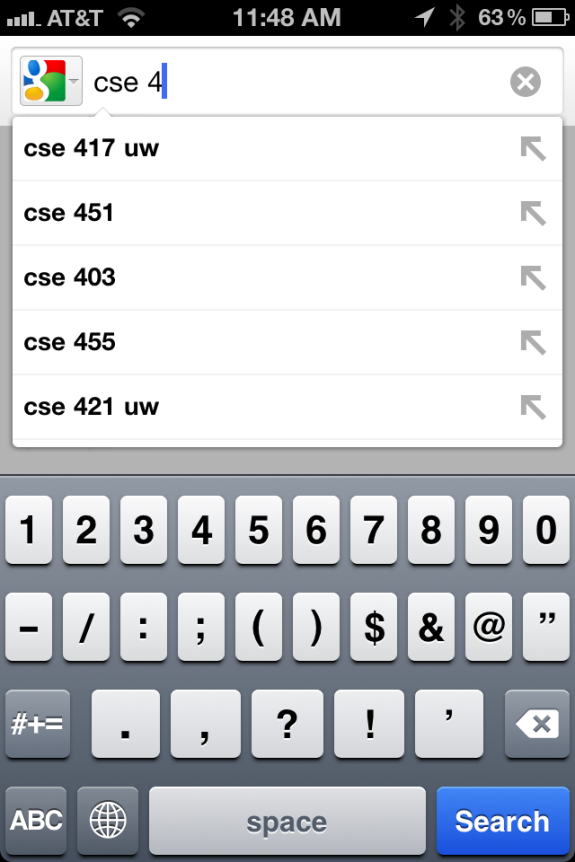 AT&T 11:48 AM 63%
cse 4
cse 417 uw
cse 451
cse 403
cse 455
cse 421 uw
1 2 3 4 5 6 7 8 9 0
- / : ; ( ) $ & @ ”
#+= . , ? ! ’
ABC space Search